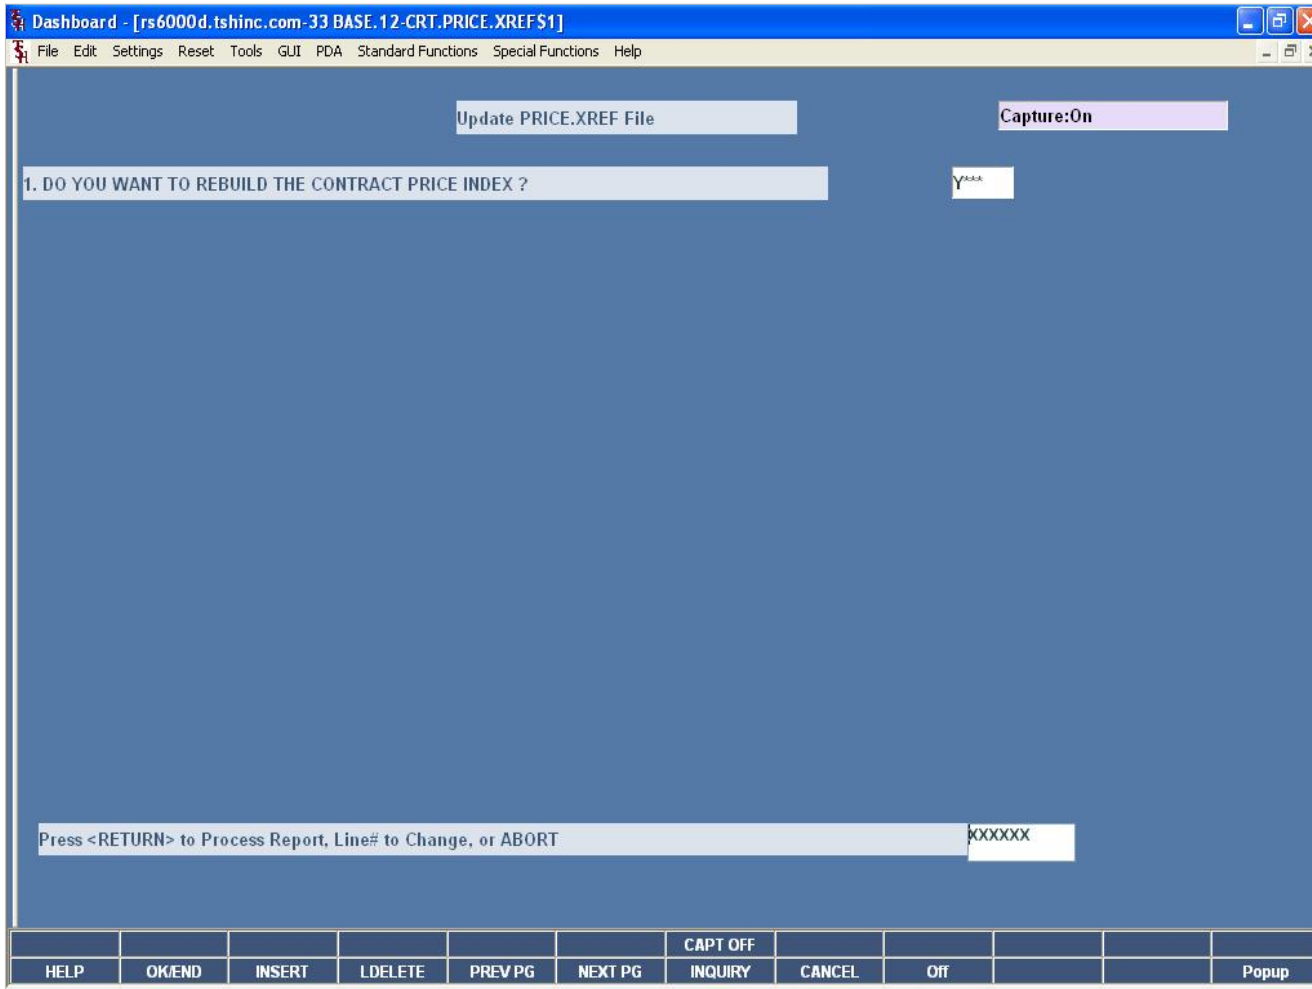 Dashboard - [rs6000d.tshinc.com-33 BASE.12-CRT.PRICE.XREF$1]
File Edit Settings Reset Tools GUI PDA Standard Functions Special Functions Help
Update PRICE.XREF File
Capture:On
1. DO YOU WANT TO REBUILD THE CONTRACT PRICE INDEX ?
Y***
Press <RETURN> to Process Report, Line# to Change, or ABORT
XXXXXX
CAPT OFF
HELP OK/END INSERT LDELETE PREV PG NEXT PG INQUIRY CANCEL Off Popup